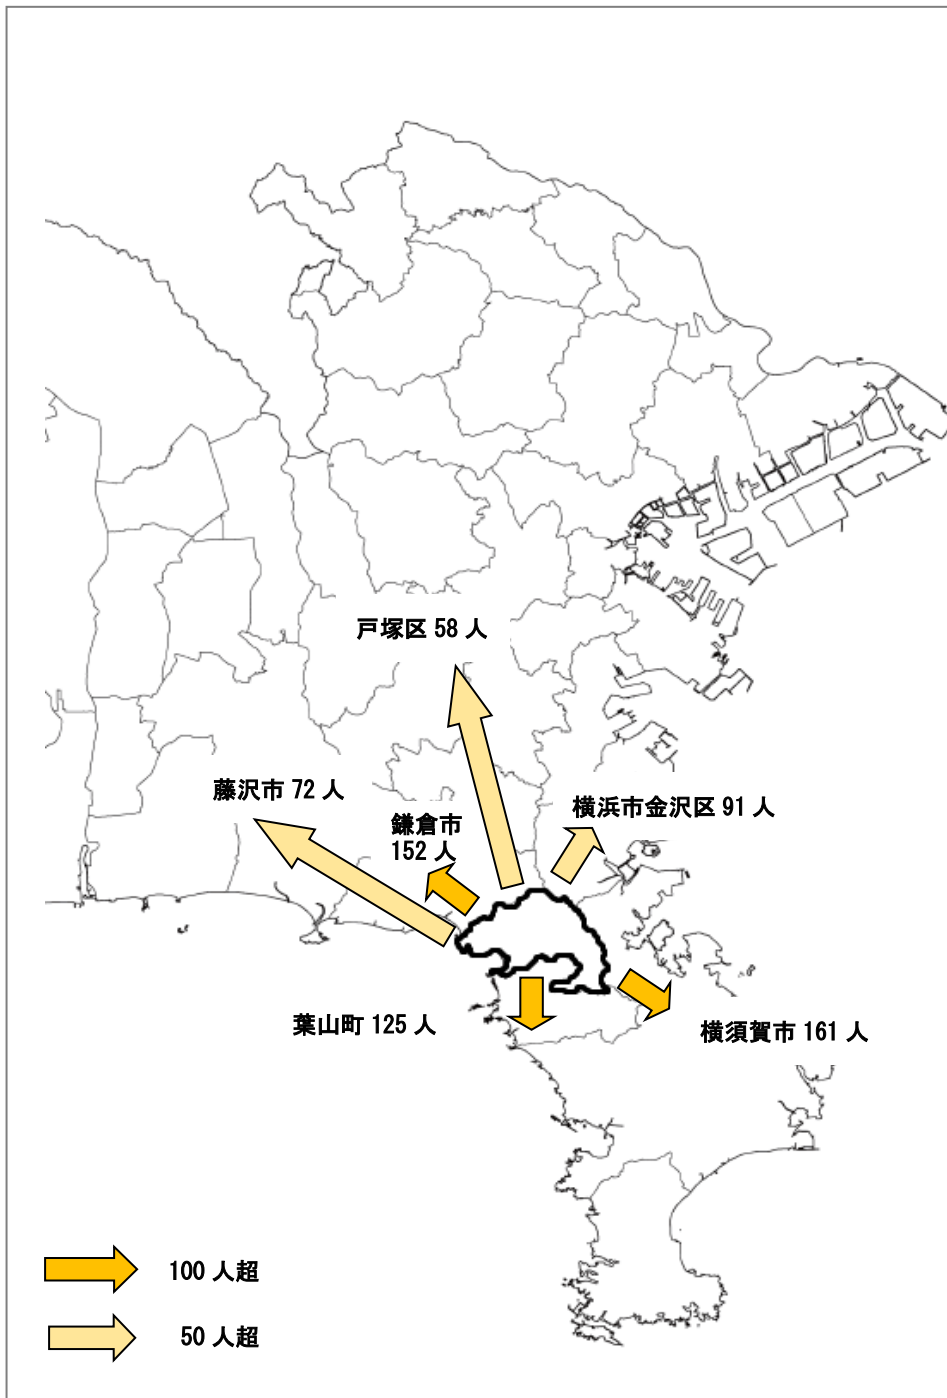 戸塚区 58 人
藤沢市 72 人
横浜市金沢区 91 人
鎌倉市
152 人
葉山町 125 人
横須賀市 161 人
100 人超
50 人超